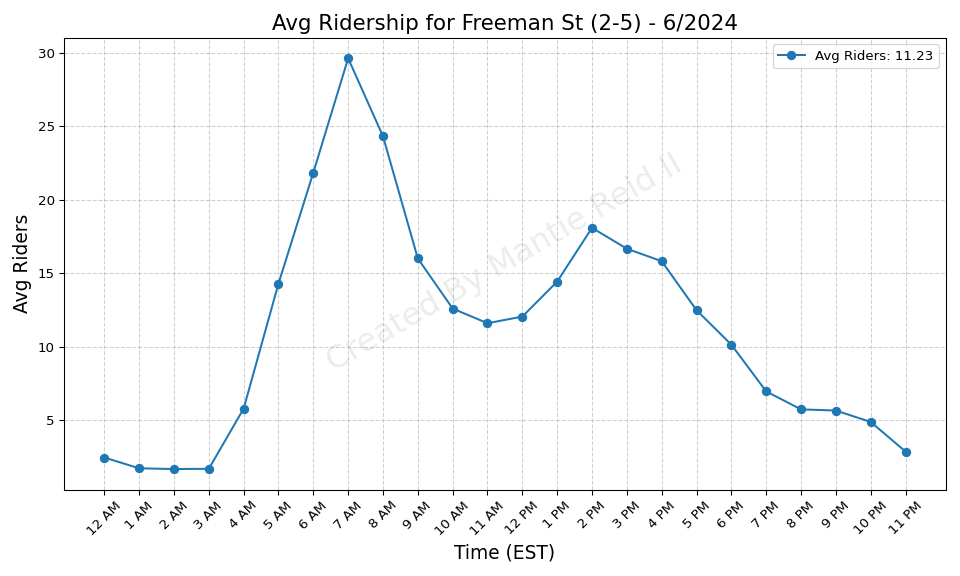 Avg Ridership for Freeman St (2-5) - 6/2024
Avg Riders: 11.23
Avg Riders
30
25
20
15
10
5
Created By Mantie Reid II
12 AM
1 AM
2 AM
3 AM
4 AM
5 AM
6 AM
7 AM
8 AM
9 AM
10 AM
11 AM
12 PM
1 PM
2 PM
3 PM
4 PM
5 PM
6 PM
7 PM
8 PM
9 PM
10 PM
11 PM
Time (EST)